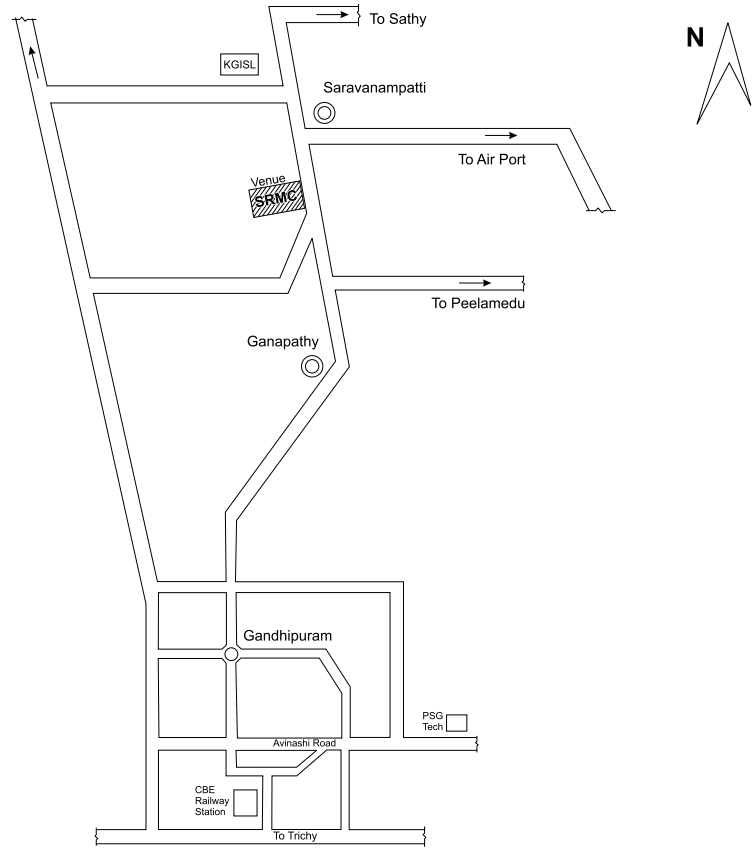 To Sathy
N
KGISL
Saravanampatti
To Air Port
Venue
SRMC
To Peelamedu
Ganapathy
Gandhipuram
PSG
Tech
Avinashi Road
CBE
Railway
Station
To Trichy